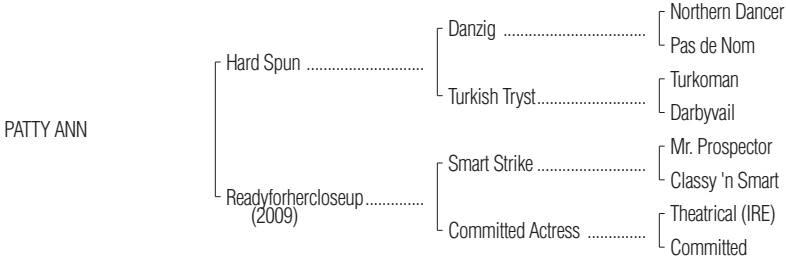 Northern Dancer
Danzig ..................................
Pas de Nom
Hard Spun ............................
Turkoman
Turkish Tryst..........................
Darbyvail
PATTY ANN
Mr. Prospector
Smart Strike ..........................
Classy 'n Smart
Readyforhercloseup..............
(2009)
Theatrical (IRE)
Committed Actress ..............
Committed